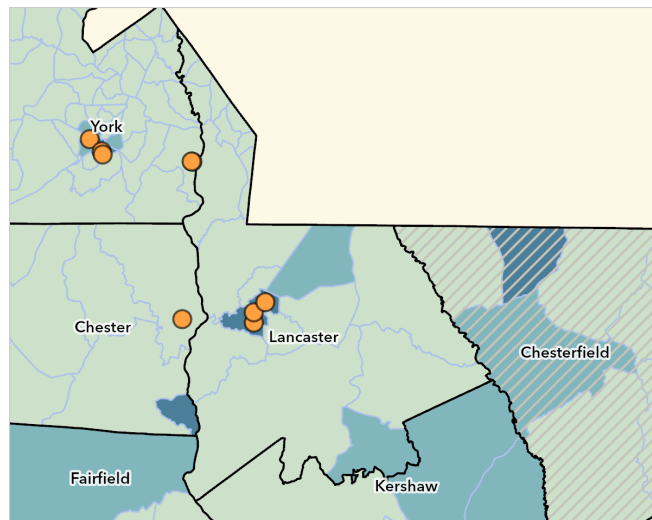 York
Chester
Lancaster
Chesterfield
Fairfield
Kershaw